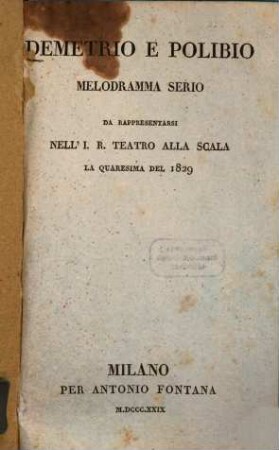 DEMETRIO E POLIBIO
MELODRAMMA SERIO
DA RAPPRESENTARSI
NELL' I. R. TEATRO ALLA SCALA
LA QUARESIMA DEL 1829
MILANO
PER ANTONIO FONTANA
M.DCCC.XXIX